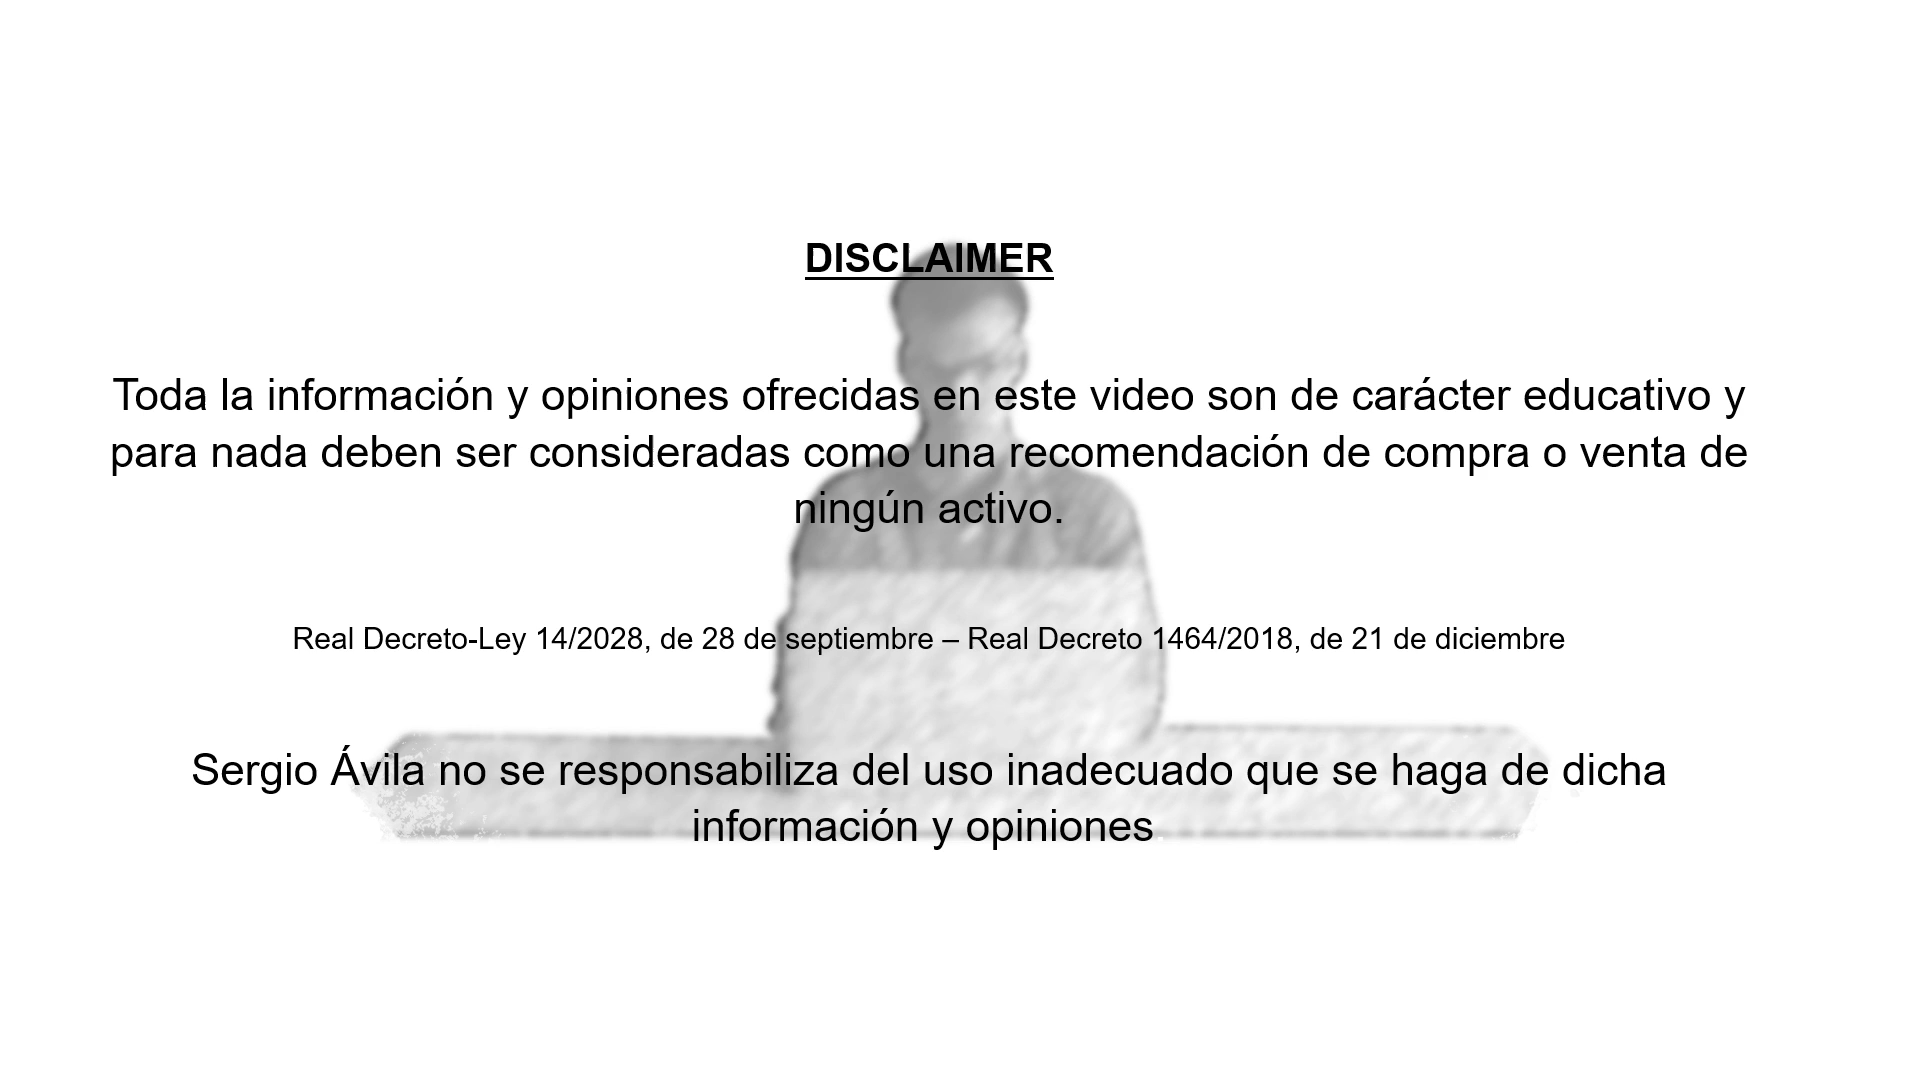 DISCLAIMER
Toda la información y opiniones ofrecidas en este video son de carácter educativo y
para nada deben ser consideradas como una recomendación de compra o venta de
ningún activo.
Real Decreto-Ley 14/2028, de 28 de septiembre – Real Decreto 1464/2018, de 21 de diciembre
Sergio Ávila no se responsabiliza del uso inadecuado que se haga de dicha
información y opiniones